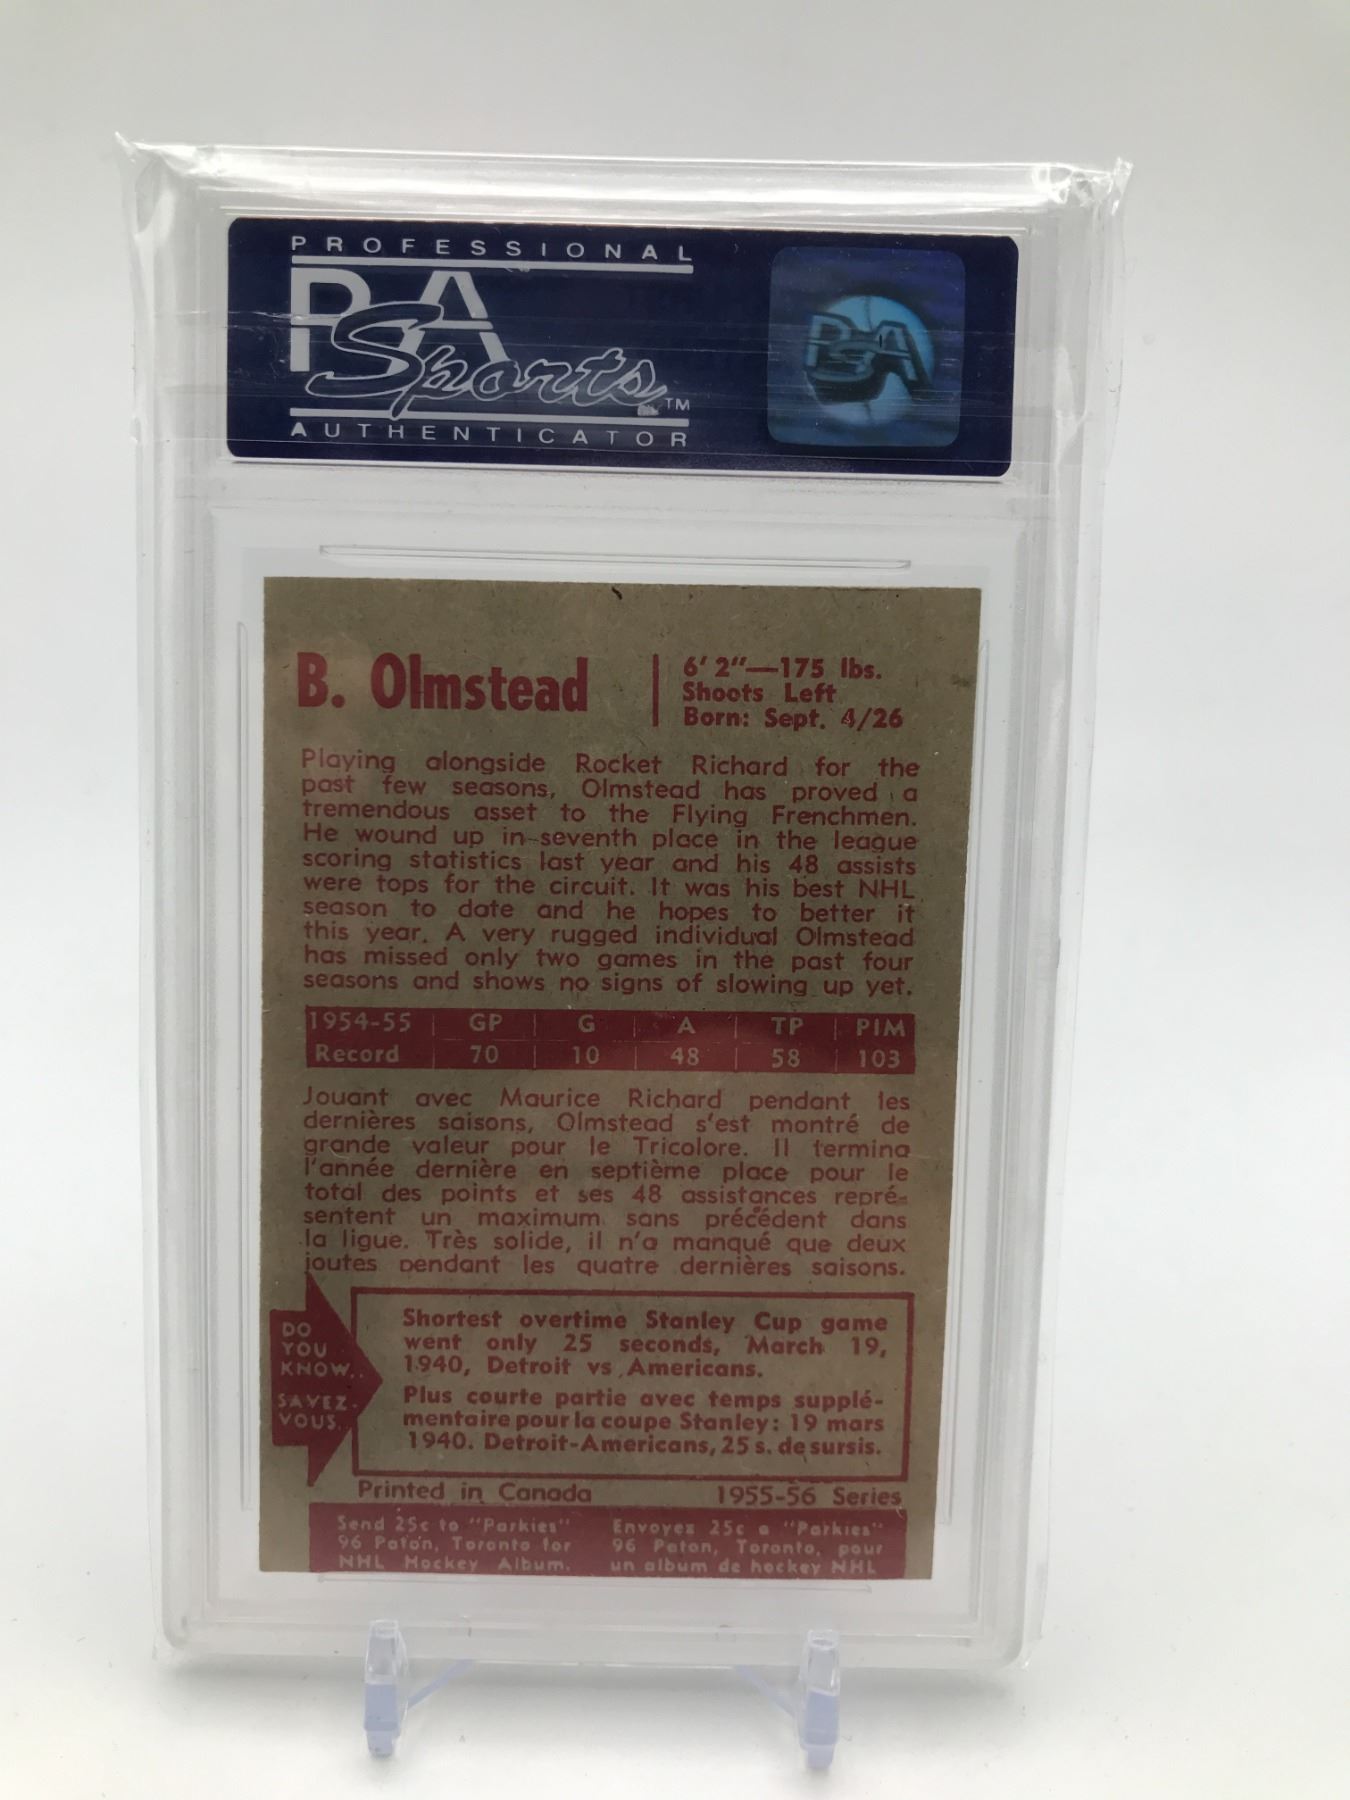 PROFESSIONAL
PSA
Sports™
AUTHENTICATOR
PSA
B. Olmstead
6' 2"—175 lbs.
Shoots Left
Born: Sept. 4/26
Playing alongside Rocket Richard for the
past few seasons, Olmstead has proved a
tremendous asset to the Flying Frenchmen.
He wound up in seventh place in the league
scoring statistics last year and his 48 assists
were tops for the circuit. It was his best NHL
season to date and he hopes to better it
this year. A very rugged individual Olmstead
has missed only two games in the past four
seasons and shows no signs of slowing up yet.
1954-55 GP G A TP PIM
Record 70 10 48 58 103
Jouant avec Maurice Richard pendant les
dernières saisons, Olmstead s'est montré de
grande valeur pour le Tricolore. Il termina
l'année dernière en septième place pour le
total des points et ses 48 assistances repré-
sentent un maximum sans précédent dans
la ligue. Très solide, il n'a manqué que deux
joutes pendant les quatre dernières saisons.
DO
YOU
KNOW..
SAVEZ-
VOUS.
Shortest overtime Stanley Cup game
went only 25 seconds, March 19,
1940, Detroit vs Americans.
Plus courte partie avec temps supplé-
mentaire pour la coupe Stanley: 19 mars
1940. Detroit-Americans, 25 s. de sursis.
Printed in Canada 1955-56 Series
Send 25c to "Parkies"
96 Paton, Toronto for
NHL Hockey Album.
Envoyez 25c a "Parkies"
96 Paton, Toronto, pour
un album de hockey NHL